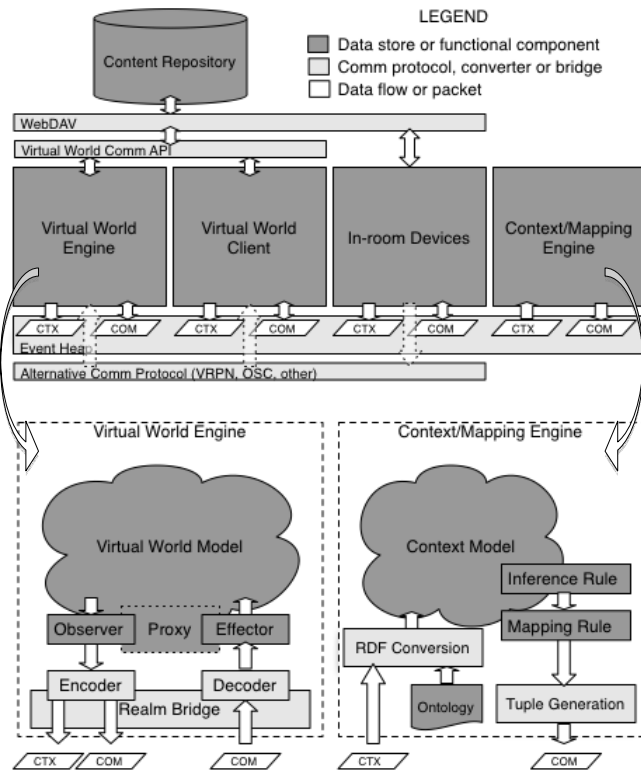 LEGEND
Data store or functional component
Comm protocol, converter or bridge
Data flow or packet
Content Repository
WebDAV
Virtual World Comm API
Virtual World
Engine
Virtual World
Client
In-room Devices
Context/Mapping
Engine
CTX
COM
CTX
COM
CTX
COM
CTX
COM
Event Heap
Alternative Comm Protocol (VRPN, OSC, other)
Virtual World Engine
Virtual World Model
Observer
Proxy
Effector
Encoder
Decoder
Realm Bridge
CTX
COM
COM
Context/Mapping Engine
Context Model
Inference Rule
Mapping Rule
RDF Conversion
Ontology
Tuple Generation
CTX
COM